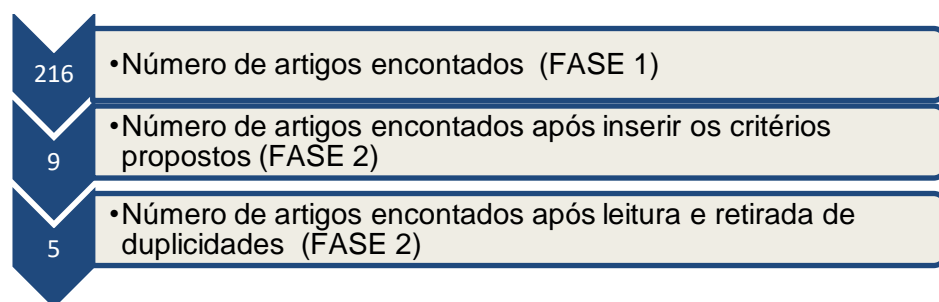 216
•Número de artigos encontados (FASE 1)
9
•Número de artigos encontados após inserir os critérios
propostos (FASE 2)
5
•Número de artigos encontados após leitura e retirada de
duplicidades (FASE 2)